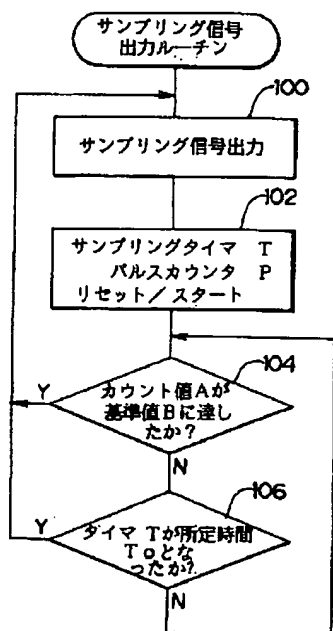 サンプリング信号
出力ルーチン
100
サンプリング信号出力
102
サンプリングタイマ T
パルスカウンタ P
リセット/スタート
104
カウント値Aが
基準値Bに達し
たか?
Y
N
106
タイマ Tが所定時間
Toとな
ったか?
Y
N